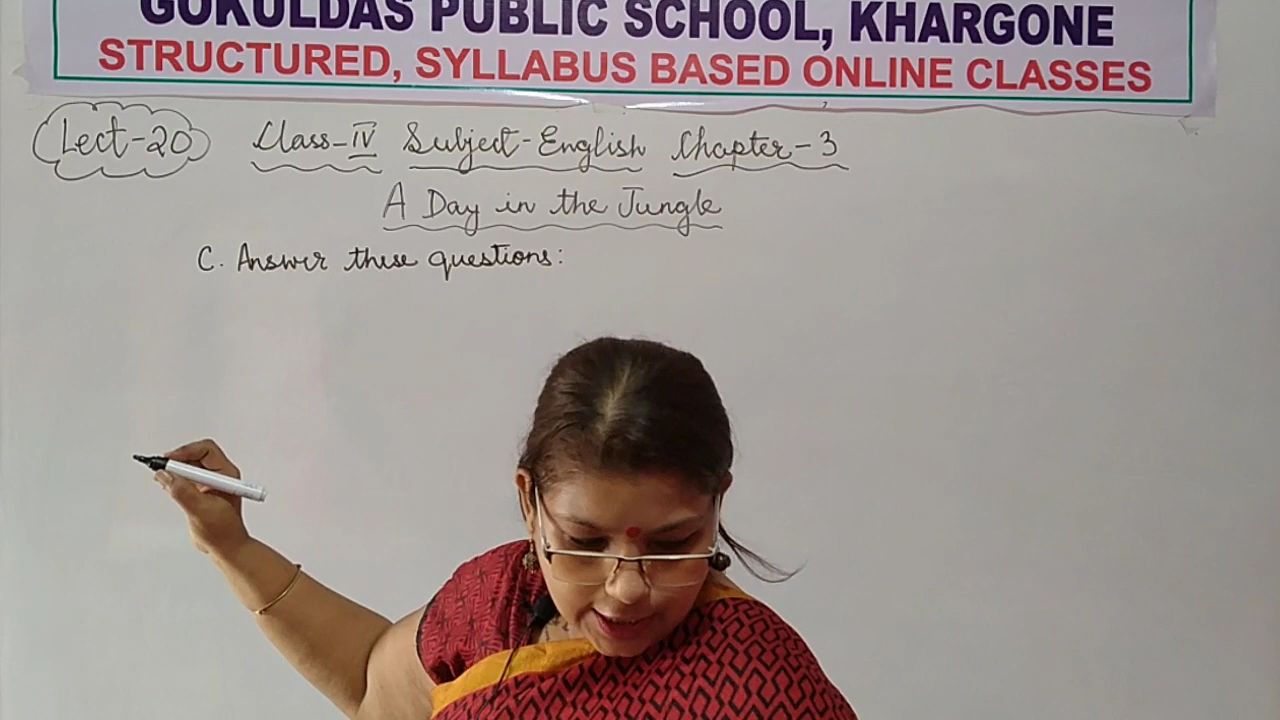 GOKULDAS PUBLIC SCHOOL, KHARGONE
STRUCTURED, SYLLABUS BASED ONLINE CLASSES
Lect-20 Class-IV Subject-English Chapter-3
A Day in the Jungle
C. Answer these questions: